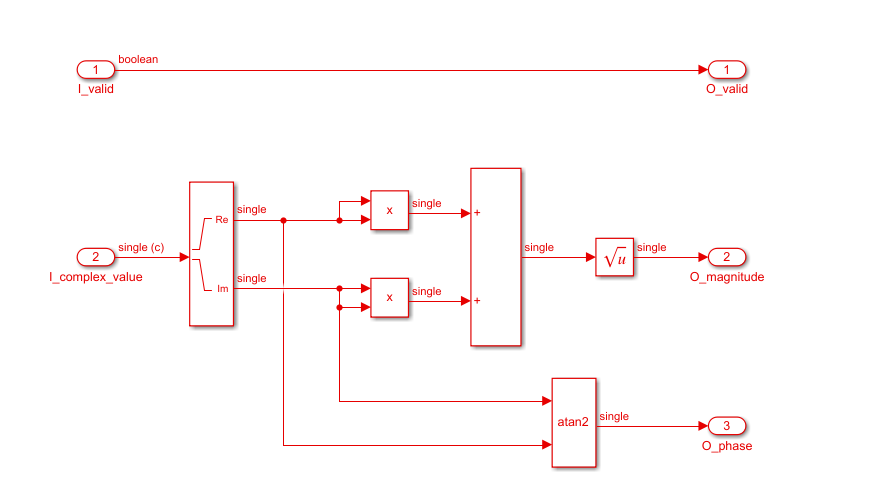 boolean
1
I_valid
1
O_valid
single
Re
x
single
+
single (c)
2
I_complex_value
single
Im
x
single
+
single
√u
single
2
O_magnitude
atan2
single
3
O_phase